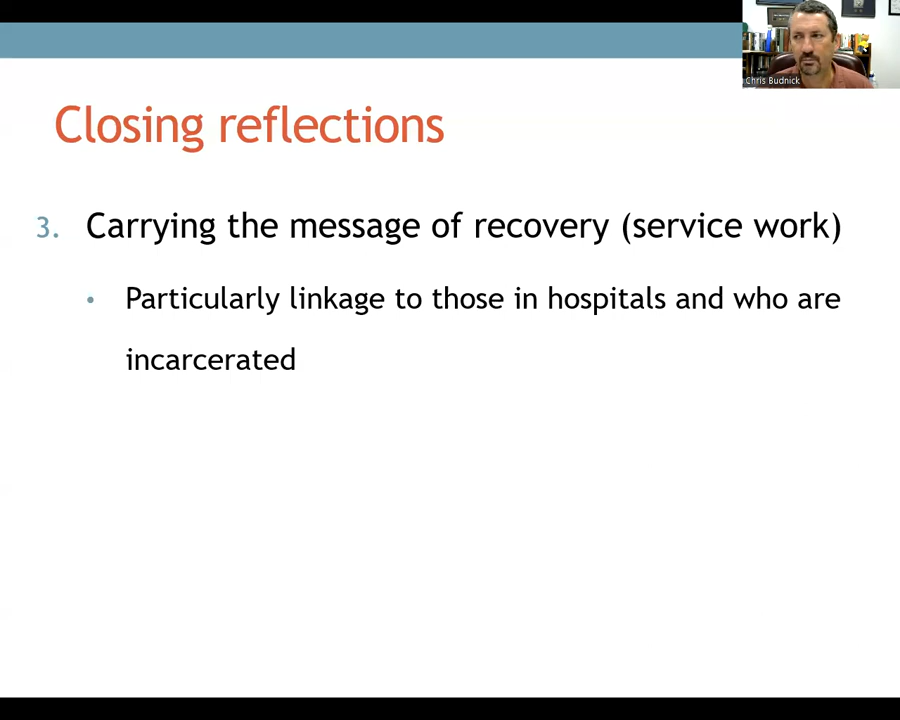 Chris Budnick
Closing reflections
3. Carrying the message of recovery (service work)
• Particularly linkage to those in hospitals and who are
incarcerated